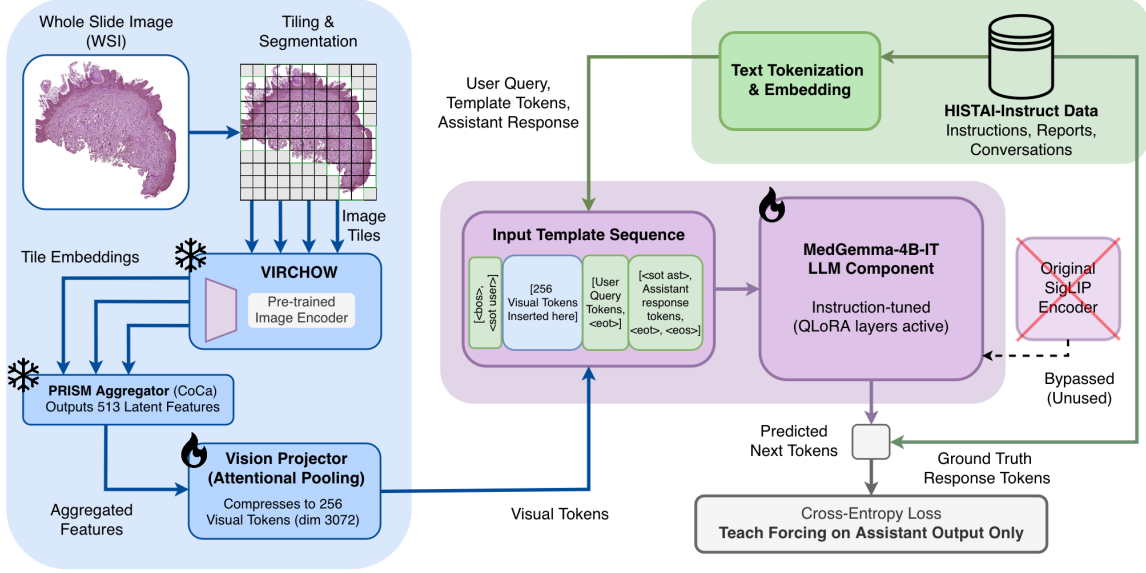 Whole Slide Image
(WSI)
Tiling &
Segmentation
Image
Tiles
Tile Embeddings
VIRCHOW
Pre-trained
Image Encoder
PRISM Aggregator (CoCa)
Outputs 513 Latent Features
Vision Projector
(Attentional Pooling)
Compresses to 256
Visual Tokens (dim 3072)
Aggregated
Features
Visual Tokens
User Query,
Template Tokens,
Assistant Response
Text Tokenization
& Embedding
HISTAI-Instruct Data
Instructions, Reports,
Conversations
Input Template Sequence
[<bos>,
<sot user>]
[256
Visual Tokens
Inserted here]
[User
Query
Tokens,
<eot>]
[<sot ast>,
Assistant
response
tokens,
<eot>, <eos>]
MedGemma-4B-IT
LLM Component
Instruction-tuned
(QLoRA layers active)
Original
SigLIP
Encoder
Bypassed
(Unused)
Predicted
Next Tokens
Ground Truth
Response Tokens
Cross-Entropy Loss
Teach Forcing on Assistant Output Only